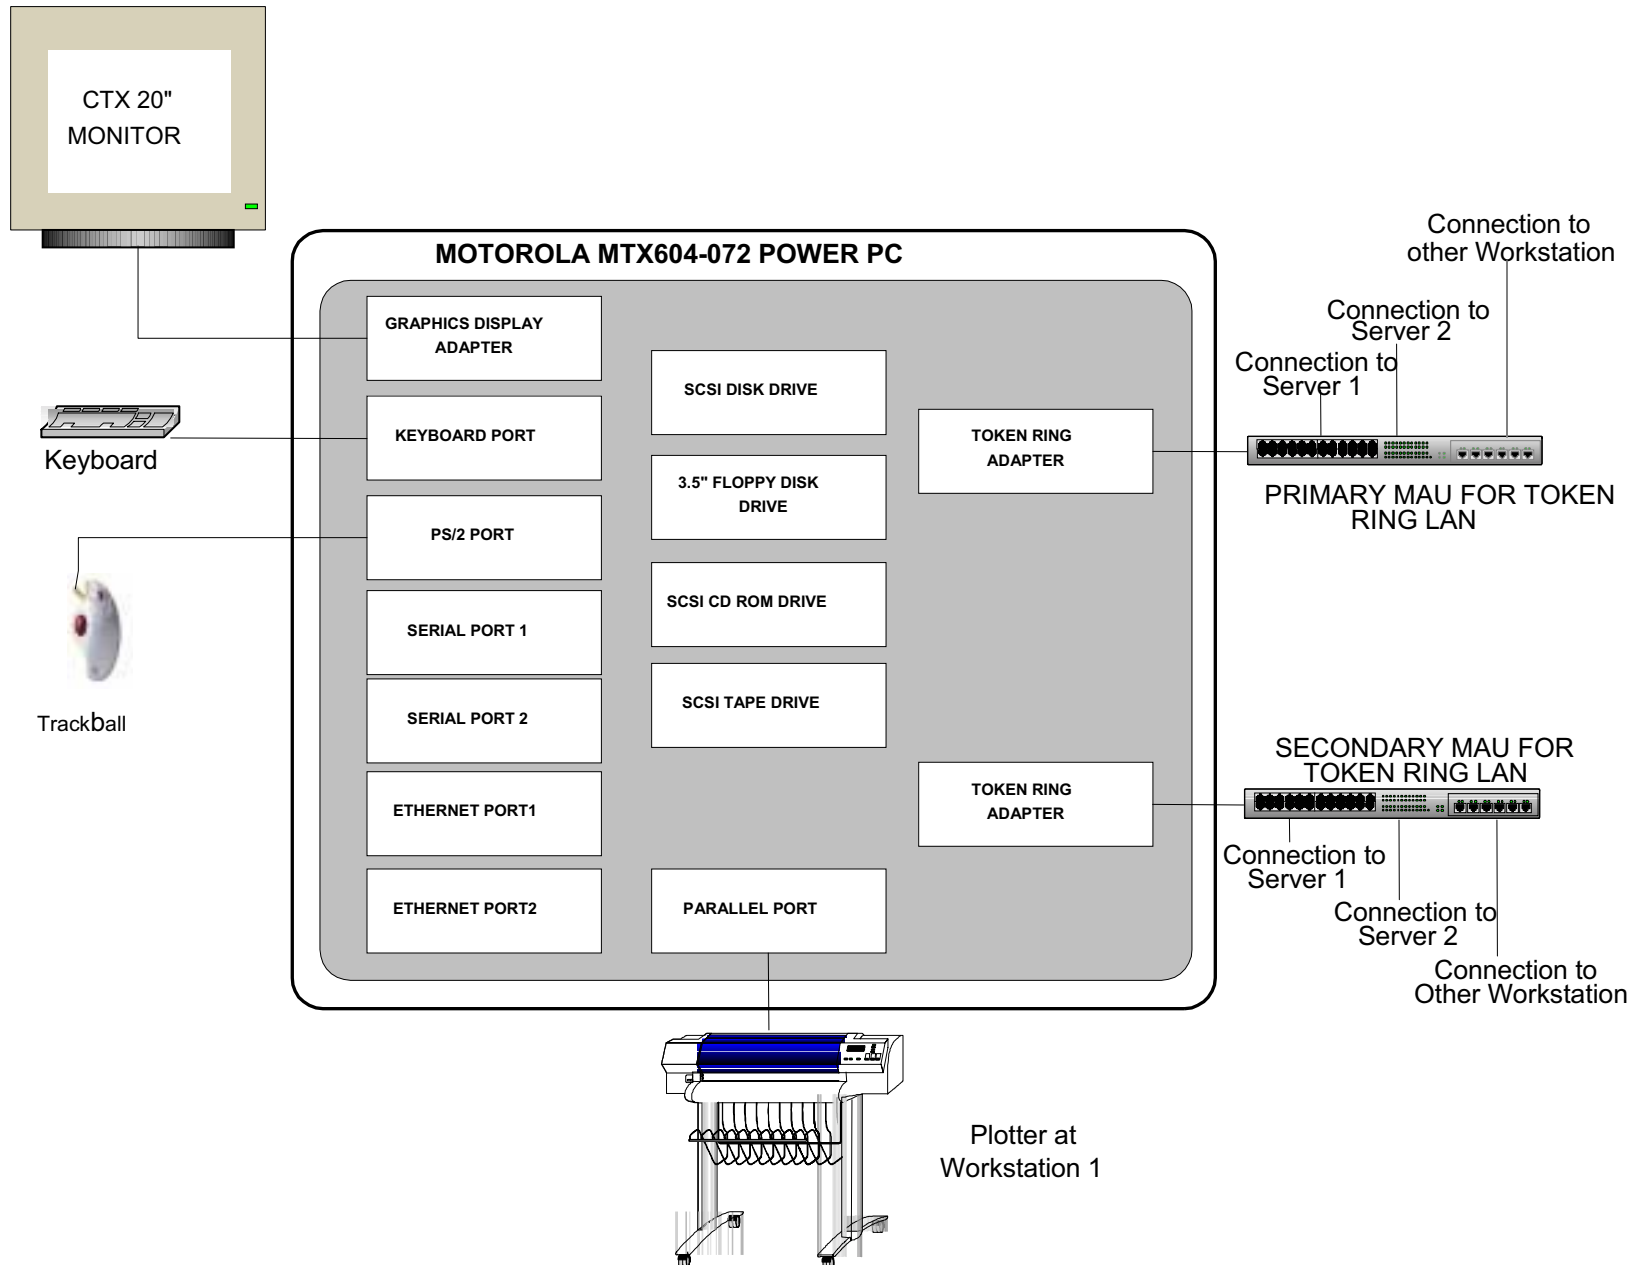 CTX 20"
MONITOR
MOTOROLA MTX604-072 POWER PC
GRAPHICS DISPLAY
ADAPTER
KEYBOARD PORT
PS/2 PORT
SERIAL PORT 1
SERIAL PORT 2
ETHERNET PORT1
ETHERNET PORT2
SCSI DISK DRIVE
3.5" FLOPPY DISK
DRIVE
SCSI CD ROM DRIVE
SCSI TAPE DRIVE
PARALLEL PORT
TOKEN RING
ADAPTER
TOKEN RING
ADAPTER
Keyboard
Trackball
Connection to
other Workstation
Connection to
Server 2
Connection to
Server 1
PRIMARY MAU FOR TOKEN
RING LAN
SECONDARY MAU FOR
TOKEN RING LAN
Connection to
Server 1
Connection to
Server 2
Connection to
Other Workstation
Plotter at
Workstation 1